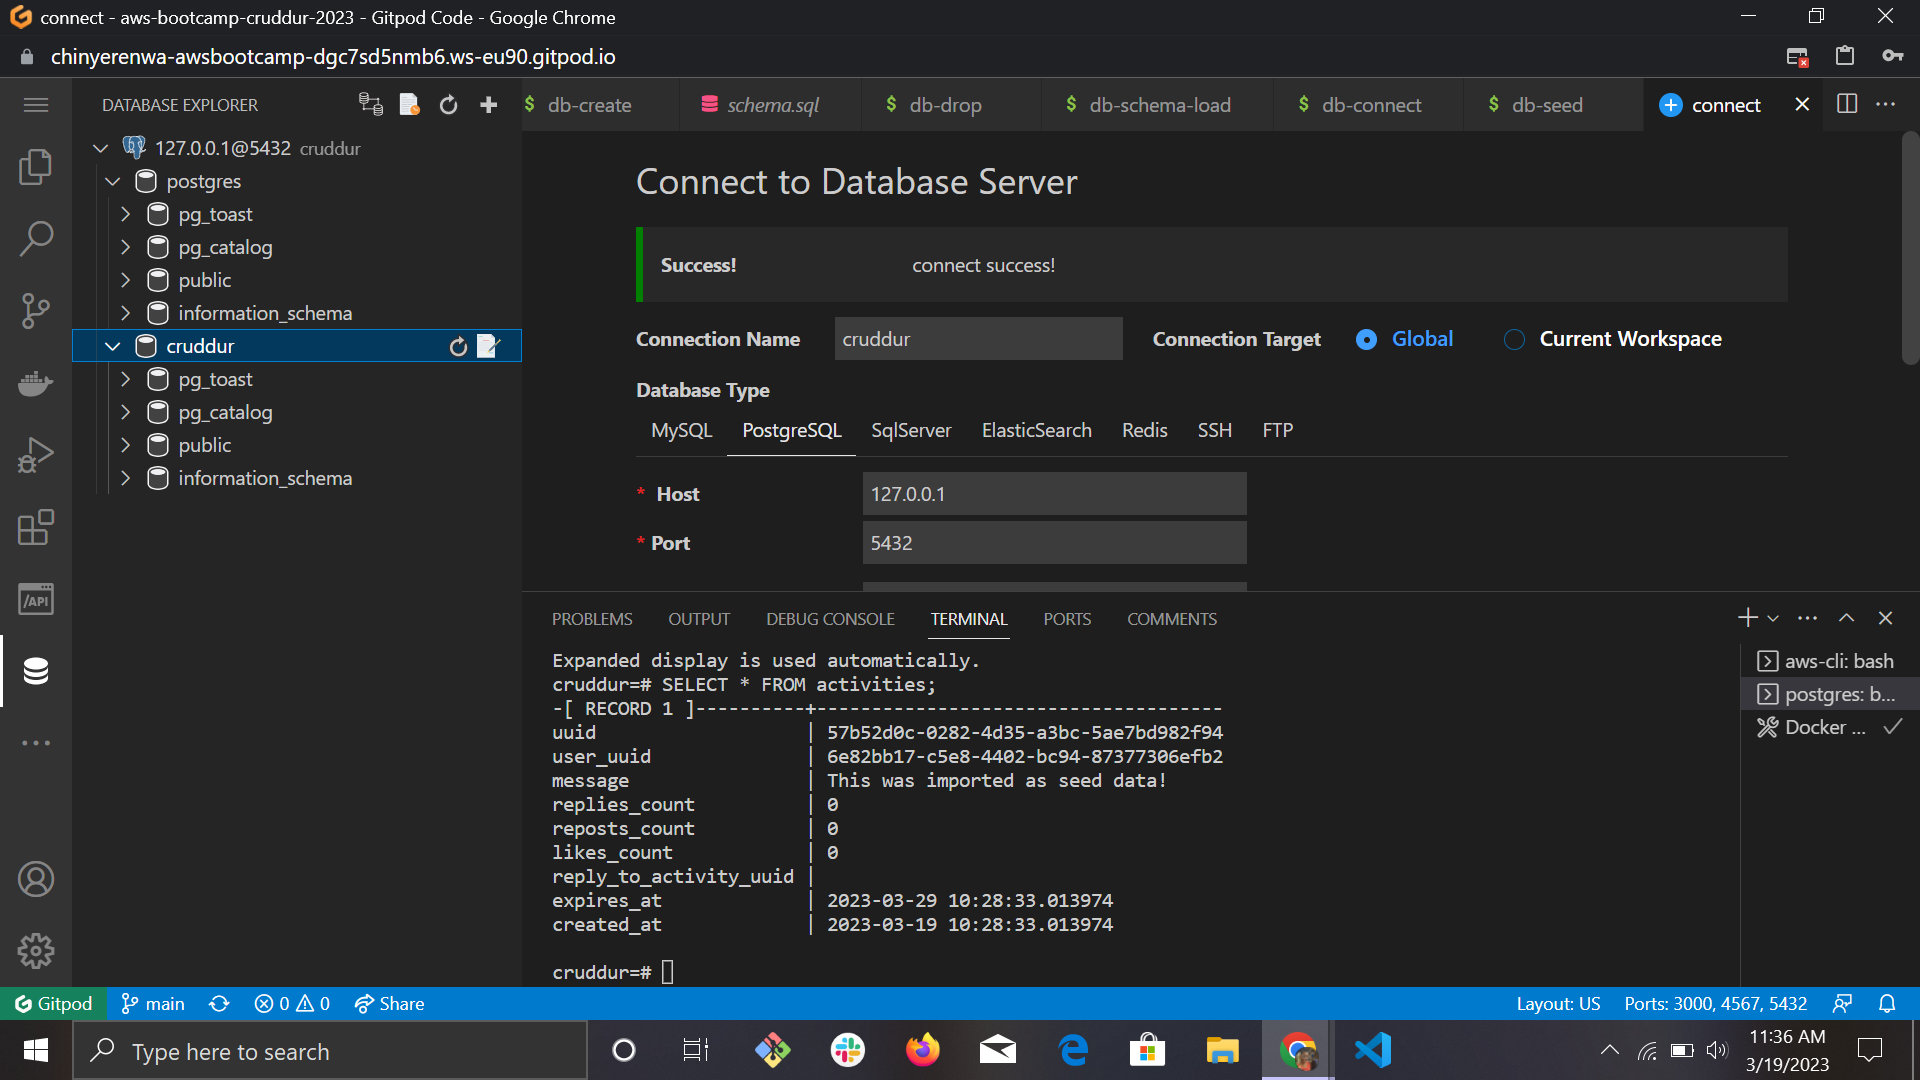 connect - aws-bootcamp-cruddur-2023 - Gitpod Code - Google Chrome
chinyerenwa-awsbootcamp-dgc7sd5nmb6.ws-eu90.gitpod.io
DATABASE EXPLORER
$ db-create
schema.sql
$ db-drop
$ db-schema-load
$ db-connect
$ db-seed
connect
127.0.0.1@5432 cruddur
postgres
pg_toast
pg_catalog
public
information_schema
cruddur
pg_toast
pg_catalog
public
information_schema
/API
Connect to Database Server
Success! connect success!
Connection Name cruddur Connection Target Global Current Workspace
Database Type
MySQL PostgreSQL SqlServer ElasticSearch Redis SSH FTP
* Host 127.0.0.1
* Port 5432
PROBLEMS OUTPUT DEBUG CONSOLE TERMINAL PORTS COMMENTS
Expanded display is used automatically.
cruddur=# SELECT * FROM activities;
-[ RECORD 1 ]----------+-------------------------------------
uuid | 57b52d0c-0282-4d35-a3bc-5ae7bd982f94
user_uuid | 6e82bb17-c5e8-4402-bc94-87377306efb2
message | This was imported as seed data!
replies_count | 0
reposts_count | 0
likes_count | 0
reply_to_activity_uuid |
expires_at | 2023-03-29 10:28:33.013974
created_at | 2023-03-19 10:28:33.013974
cruddur=#
aws-cli: bash
postgres: b...
Docker ...
Gitpod main 0 0 Share Layout: US Ports: 3000, 4567, 5432
Type here to search
11:36 AM
3/19/2023